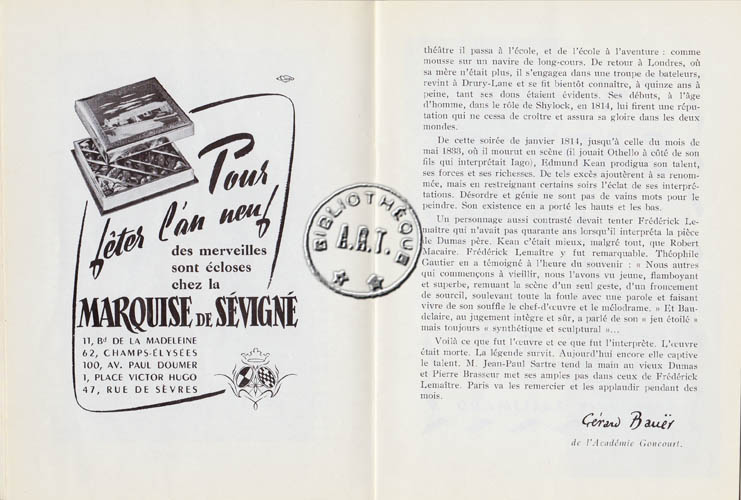 Pour
fêter l'an neuf
des merveilles
sont écloses
chez la
MARQUISE DE SÉVIGNÉ
11, Bd DE LA MADELEINE
62, CHAMPS-ÉLYSÉES
100, AV. PAUL DOUMER
1, PLACE VICTOR HUGO
47, RUE DE SÈVRES
BIBLIOTHÈQUE
A.R.T.
théâtre il passa à l'école, et de l'école à l'aventure : comme
mousse sur un navire de long-cours. De retour à Londres, où
sa mère n'était plus, il s'engagea dans une troupe de bateleurs,
revint à Drury-Lane et se fit bientôt connaître, à quinze ans à
peine, tant ses dons étaient évidents. Ses débuts, à l'âge
d'homme, dans le rôle de Shylock, en 1814, lui firent une répu-
tation qui ne cessa de croître et assura sa gloire dans les deux
mondes.
De cette soirée de janvier 1814, jusqu'à celle du mois de
mai 1833, où il mourut en scène (il jouait Othello à côté de son
fils qui interprétait Iago), Edmund Kean prodigua son talent,
ses forces et ses richesses. De tels excès ajoutèrent à sa renom-
mée, mais en restreignant certains soirs l'éclat de ses interpré-
tations. Désordre et génie ne sont pas de vains mots pour le
peindre. Son existence en a porté les hauts et les bas.
Un personnage aussi contrasté devait tenter Frédérick Le-
maître qui n'avait pas quarante ans lorsqu'il interpréta la pièce
de Dumas père. Kean c'était mieux, malgré tout, que Robert
Macaire. Frédérick Lemaître y fut remarquable. Théophile
Gautier en a témoigné à l'heure du souvenir : « Nous autres
qui commençons à vieillir, nous l'avons vu jeune, flamboyant
et superbe, remuant la scène d'un seul geste, d'un froncement
de sourcil, soulevant toute la foule avec une parole et faisant
vivre de son souffle le chef-d'œuvre et le mélodrame. » Et Bau-
delaire, au jugement intègre et sûr, a parlé de son « jeu étoilé »
mais toujours « synthétique et sculptural »...
Voilà ce que fut l'œuvre et ce que fut l'interprète. L'œuvre
était morte. La légende survit. Aujourd'hui encore elle captive
le talent. M. Jean-Paul Sartre tend la main au vieux Dumas
et Pierre Brasseur met ses amples pas dans ceux de Frédérick
Lemaître. Paris va les remercier et les applaudir pendant des
mois.
Gérard Bauër
de l'Académie Goncourt.